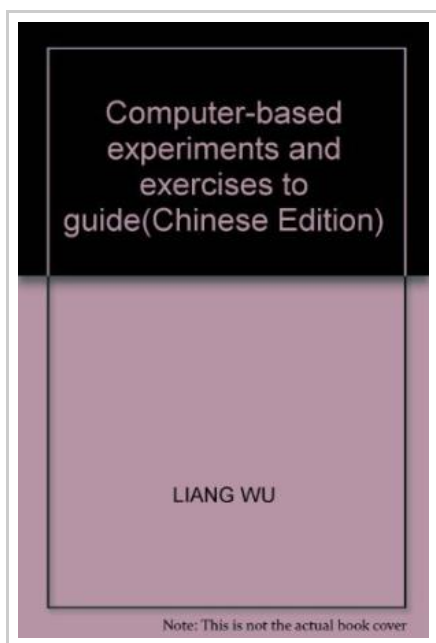 Computer-based
experiments and
exercises to
guide(Chinese Edition)
LIANG WU
Note: This is not the actual book cover